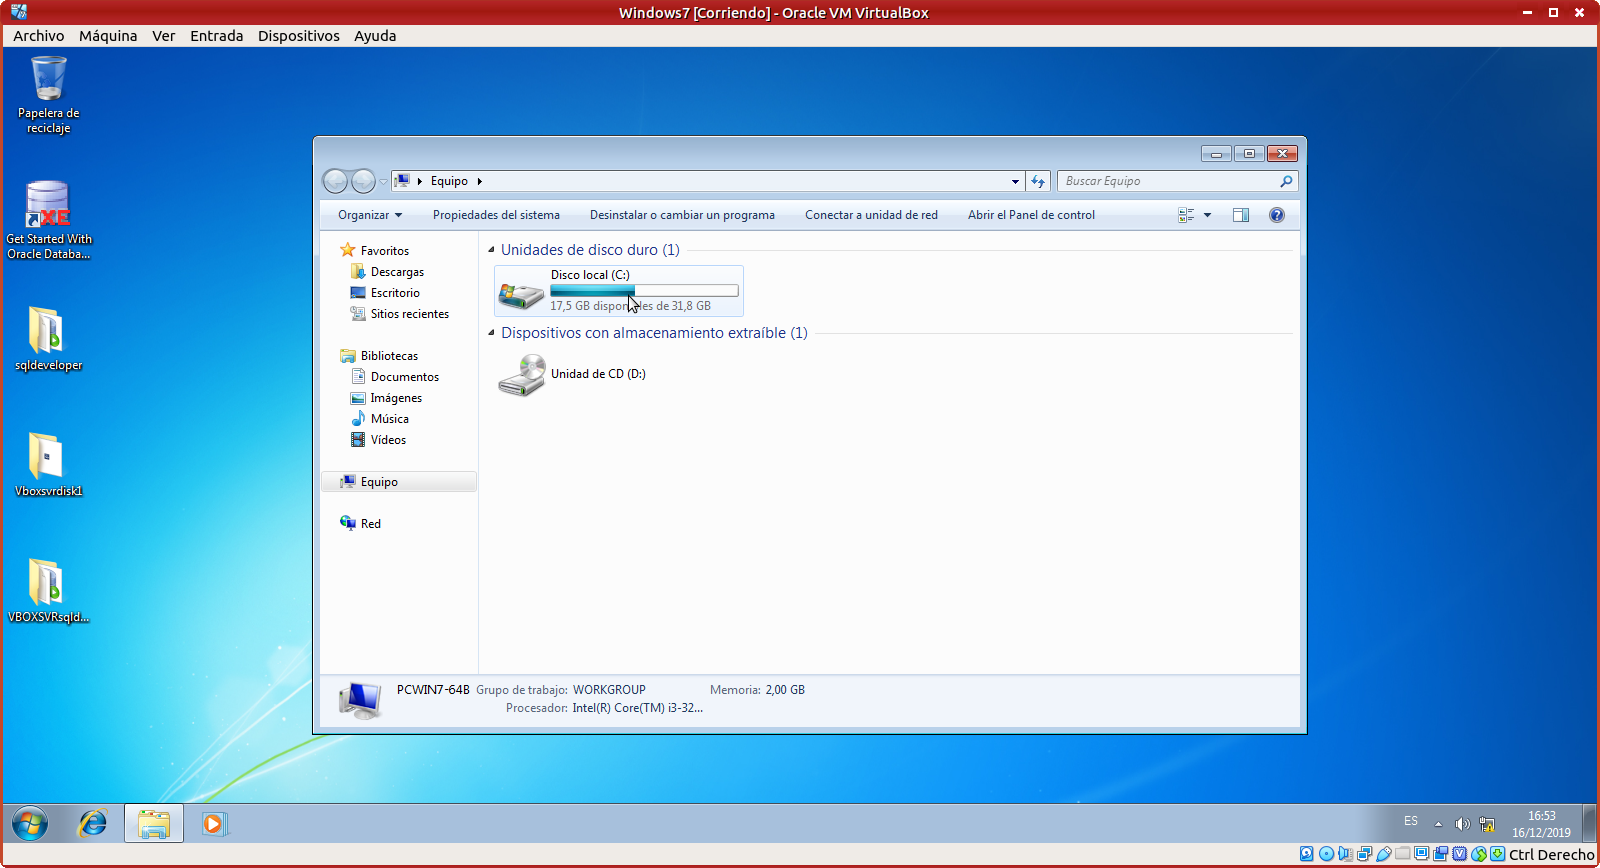 Windows7 [Corriendo] - Oracle VM VirtualBox
Archivo Máquina Ver Entrada Dispositivos Ayuda
Papelera de
reciclaje
XE
Get Started With
Oracle Databa...
sqldeveloper
Vboxsvrdisk1
VBOXSVRsqld...
Equipo
Buscar Equipo
Organizar Propiedades del sistema Desinstalar o cambiar un programa Conectar a unidad de red Abrir el Panel de control
Favoritos
Descargas
Escritorio
Sitios recientes
Bibliotecas
Documentos
Imágenes
Música
Vídeos
Equipo
Red
Unidades de disco duro (1)
Disco local (C:)
17,5 GB disponibles de 31,8 GB
Dispositivos con almacenamiento extraíble (1)
Unidad de CD (D:)
PCWIN7-64B Grupo de trabajo: WORKGROUP Memoria: 2,00 GB
Procesador: Intel(R) Core(TM) i3-32...
ES
16:53
16/12/2019
Ctrl Derecho